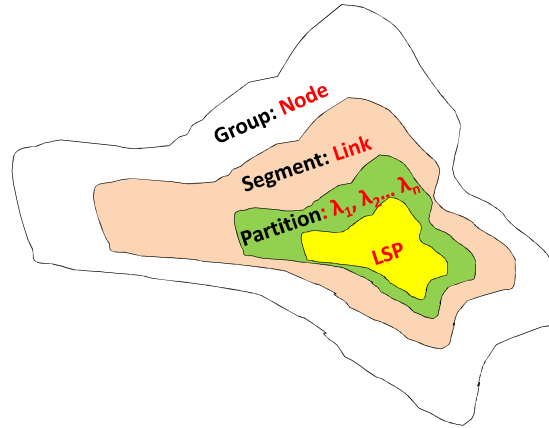 Group: Node
Segment: Link
Partition: λ₁, λ₂... λₙ
LSP